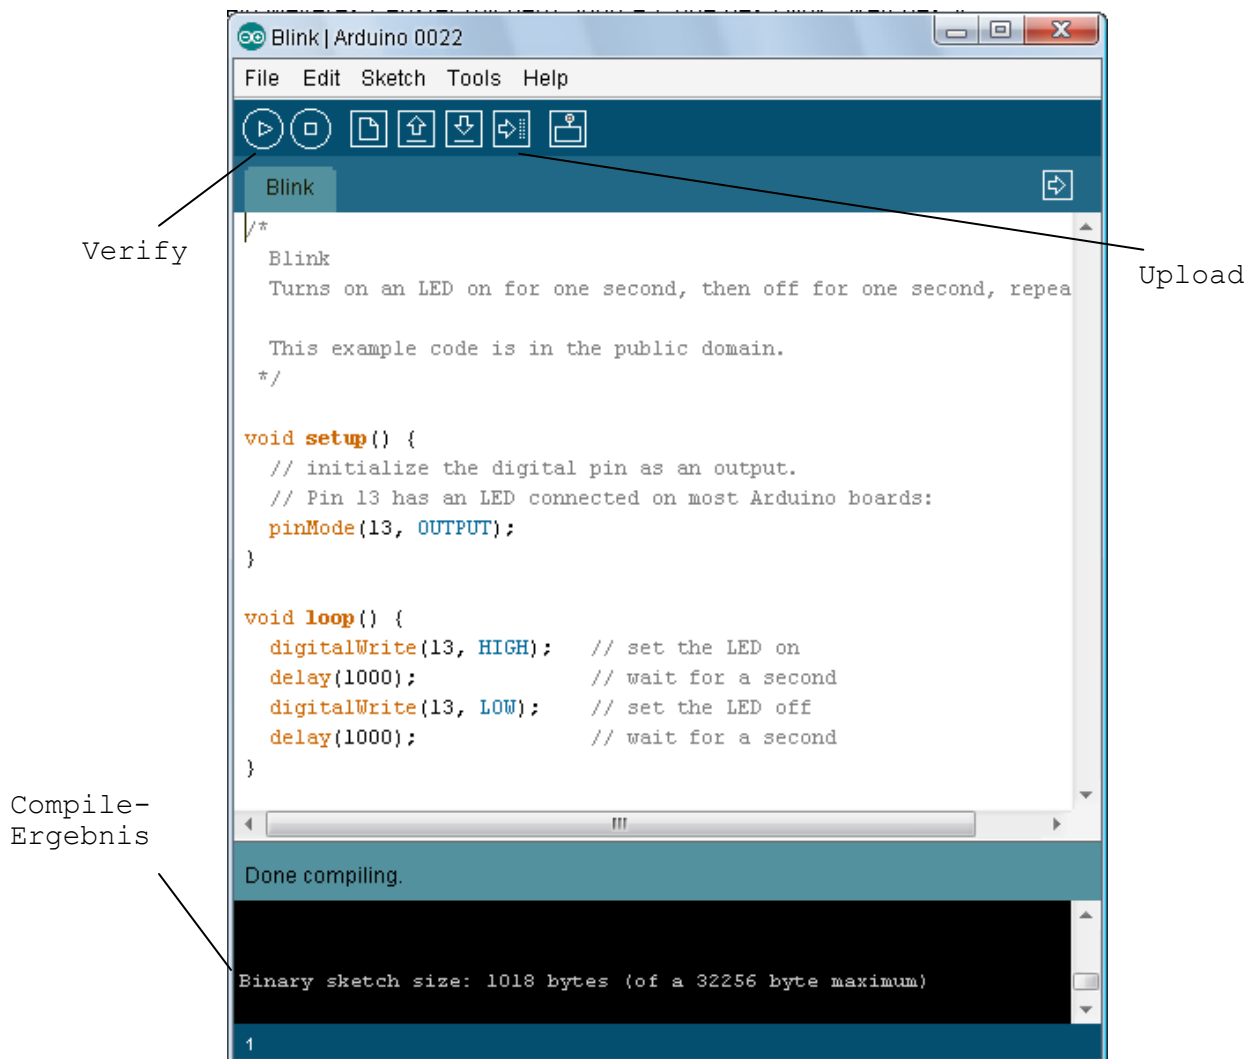 Blink | Arduino 0022
File Edit Sketch Tools Help
Blink
Verify
Upload
/*
Blink
Turns on an LED on for one second, then off for one second, repea
This example code is in the public domain.
*/
void setup() {
// initialize the digital pin as an output.
// Pin 13 has an LED connected on most Arduino boards:
pinMode(13, OUTPUT);
}
void loop() {
digitalWrite(13, HIGH); // set the LED on
delay(1000); // wait for a second
digitalWrite(13, LOW); // set the LED off
delay(1000); // wait for a second
}
Compile-
Ergebnis
Done compiling.
Binary sketch size: 1018 bytes (of a 32256 byte maximum)
1